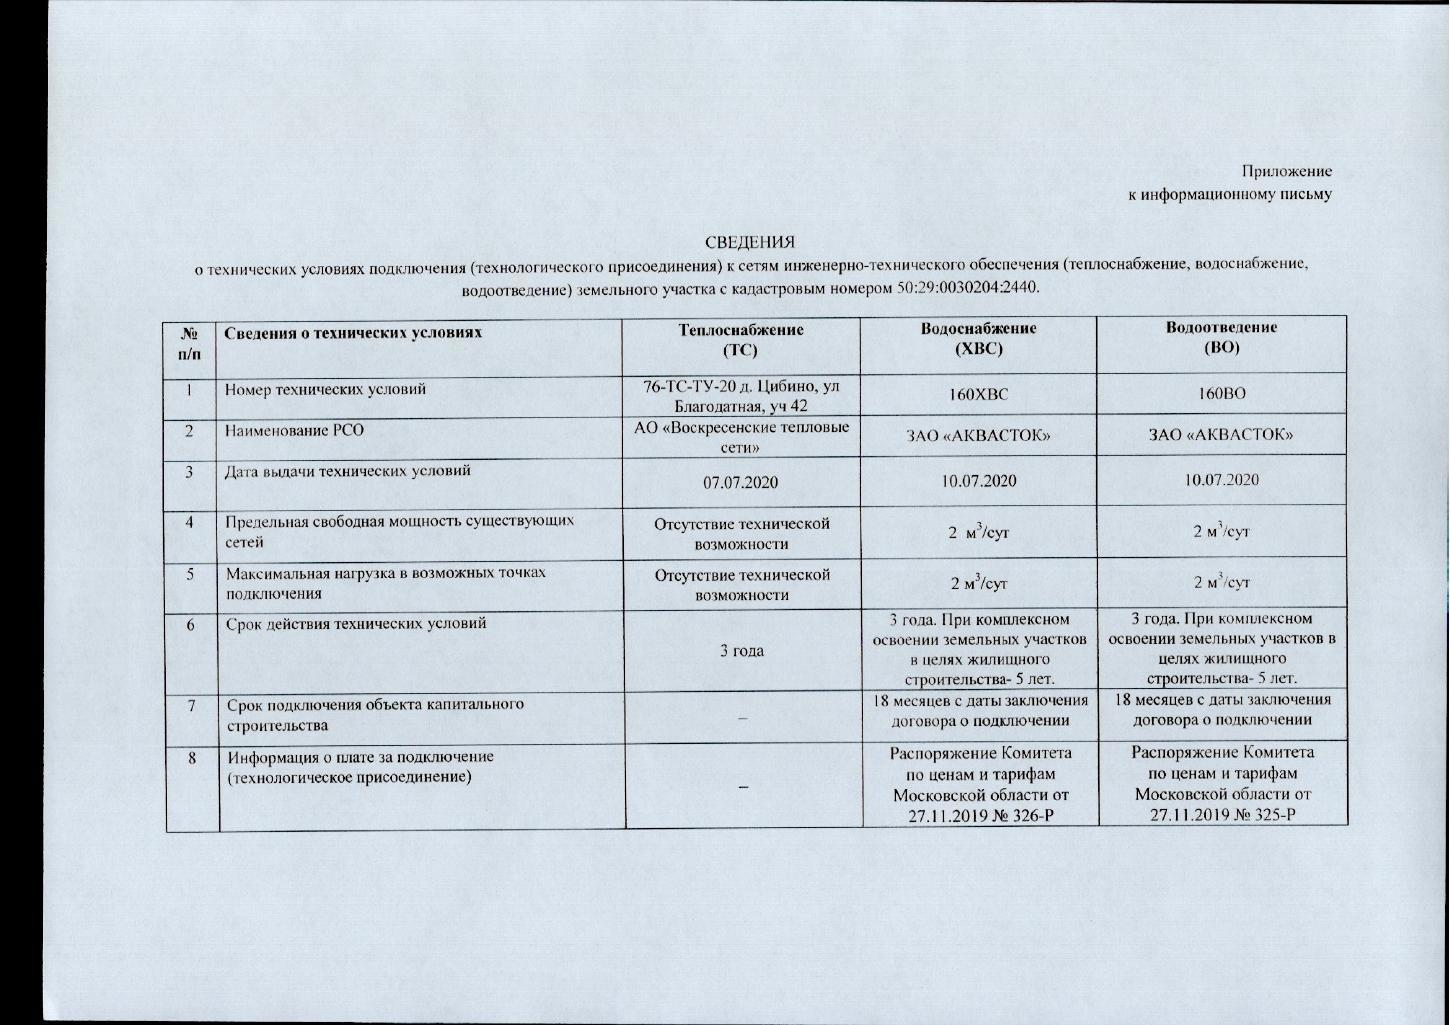 Приложение
к информационному письму
СВЕДЕНИЯ
о технических условиях подключения (технологического присоединения) к сетям инженерно-технического обеспечения (теплоснабжение, водоснабжение,
водоотведение) земельного участка с кадастровым номером 50:29:0030204:2440.
№
п/п
Сведения о технических условиях
Теплоснабжение
(ТС)
Водоснабжение
(ХВС)
Водоотведение
(ВО)
1
Номер технических условий
76-ТС-ТУ-20 д. Цибино, ул
Благодатная, уч 42
160ХВС
160ВО
2
Наименование РСО
АО «Воскресенские тепловые
сети»
ЗАО «АКВАСТОК»
ЗАО «АКВАСТОК»
3
Дата выдачи технических условий
07.07.2020
10.07.2020
10.07.2020
4
Предельная свободная мощность существующих
сетей
Отсутствие технической
возможности
2 м³/сут
2 м³/сут
5
Максимальная нагрузка в возможных точках
подключения
Отсутствие технической
возможности
2 м³/сут
2 м³/сут
6
Срок действия технических условий
3 года
3 года. При комплексном
освоении земельных участков
в целях жилищного
строительства- 5 лет.
3 года. При комплексном
освоении земельных участков в
целях жилищного
строительства- 5 лет.
7
Срок подключения объекта капитального
строительства
–
18 месяцев с даты заключения
договора о подключении
18 месяцев с даты заключения
договора о подключении
8
Информация о плате за подключение
(технологическое присоединение)
–
Распоряжение Комитета
по ценам и тарифам
Московской области от
27.11.2019 № 326-Р
Распоряжение Комитета
по ценам и тарифам
Московской области от
27.11.2019 № 325-Р